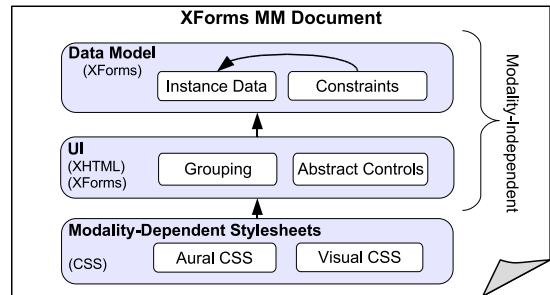 XForms MM Document
Data Model
(XForms)
Instance Data
Constraints
UI
(XHTML)
(XForms)
Grouping
Abstract Controls
Modality-Dependent Stylesheets
(CSS)
Aural CSS
Visual CSS
Modality-Independent